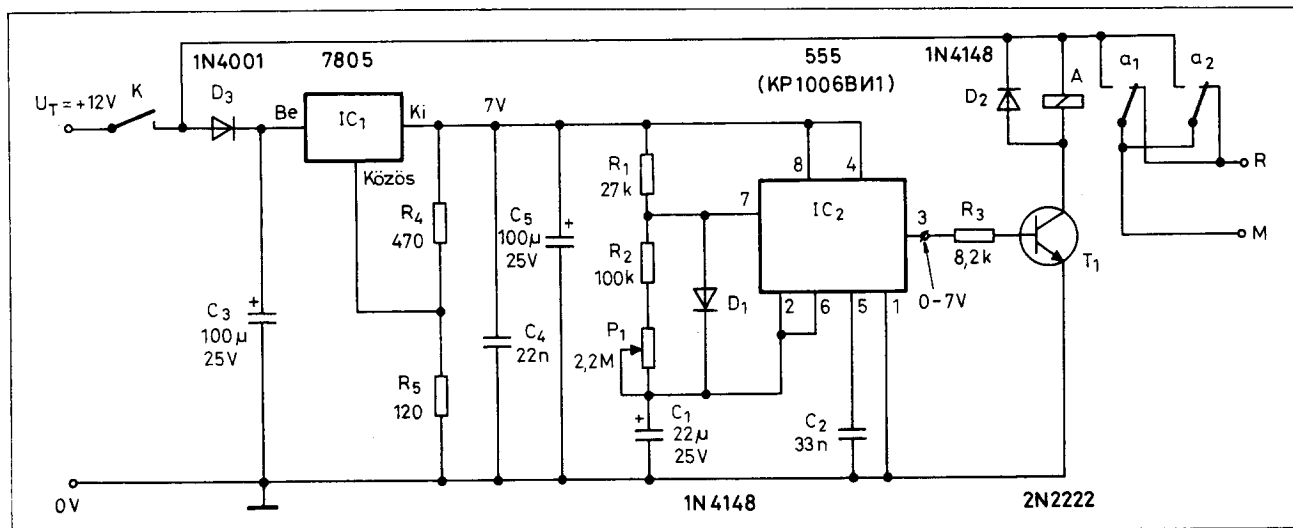 1N4001
7805
555
(KP1006ВИ1)
1N4148
U_T = +12V
K
D3
Be
IC1
Ki
7V
Közös
R4
470
R5
120
C3
100µ
25V
C4
22n
C5
100µ
25V
R1
27k
R2
100k
P1
2,2M
D1
C1
22µ
25V
7
8
4
IC2
2
6
5
1
3
0-7V
C2
33n
R3
8,2k
D2
A
a1
a2
T1
R
M
0V
1N4148
2N2222
+
+
+